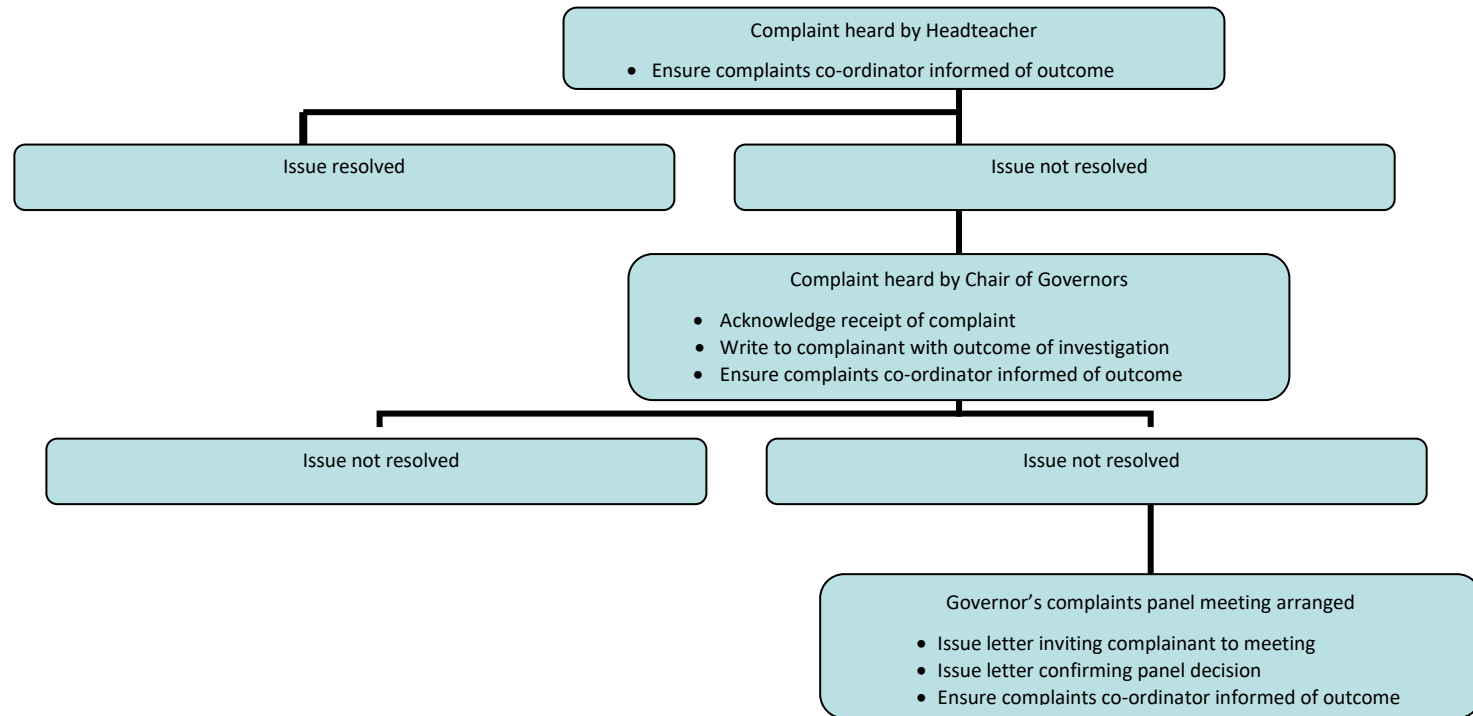 Complaint heard by Headteacher
• Ensure complaints co-ordinator informed of outcome
Issue resolved
Issue not resolved
Complaint heard by Chair of Governors
• Acknowledge receipt of complaint
• Write to complainant with outcome of investigation
• Ensure complaints co-ordinator informed of outcome
Issue not resolved
Issue not resolved
Governor’s complaints panel meeting arranged
• Issue letter inviting complainant to meeting
• Issue letter confirming panel decision
• Ensure complaints co-ordinator informed of outcome